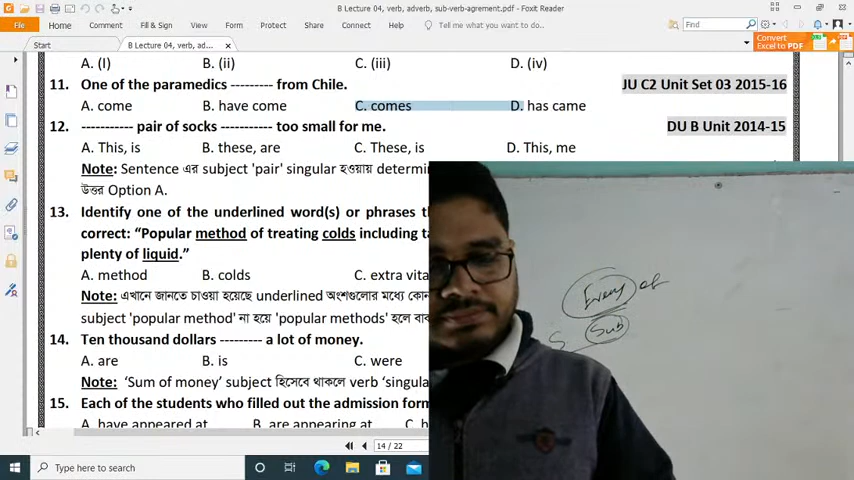 B Lecture 04, verb, adverb, sub-verb-agrement.pdf - Foxit Reader
File Home Comment Fill & Sign View Form Protect Share Connect Help Tell me what you want to do... Find
Start B Lecture 04, verb, ad... Convert Excel to PDF
A. (I) B. (ii) C. (iii) D. (iv)
11. One of the paramedics --------- from Chile. JU C2 Unit Set 03 2015-16
A. come B. have come C. comes D. has came
12. ---------- pair of socks ----------- too small for me. DU B Unit 2014-15
A. This, is B. these, are C. These, is D. This, me
Note: Sentence এর subject 'pair' singular হওয়ায় determin
উত্তর Option A.
13. Identify one of the underlined word(s) or phrases th
correct: “Popular method of treating colds including ta
plenty of liquid.”
A. method B. colds C. extra vita
Note: এখানে জানতে চাওয়া হয়েছে underlined অংশগুলোর মধ্যে কোন
subject 'popular method' না হয়ে 'popular methods' হলে বাক
14. Ten thousand dollars --------- a lot of money.
A. are B. is C. were
Note: ‘Sum of money’ subject হিসেবে থাকলে verb ‘singula
15. Each of the students who filled out the admission form
A. have appeared at B. are appearing at C. h
Every of
S. Sub
14 / 22
Type here to search